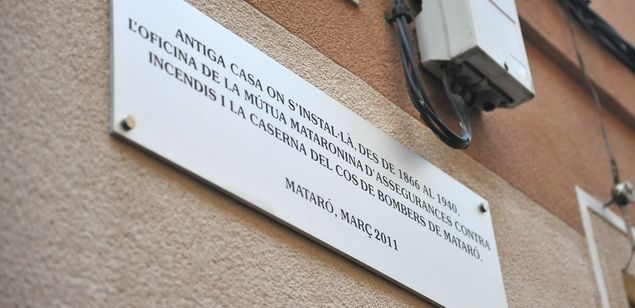 ANTIGA CASA ON S'INSTAL·LÀ, DES DE 1866 AL 1940,
L'OFICINA DE LA MÚTUA MATARONINA D'ASSEGURANCES CONTRA
INCENDIS I LA CASERNA DEL COS DE BOMBERS DE MATARÓ.
MATARÓ, MARÇ 2011